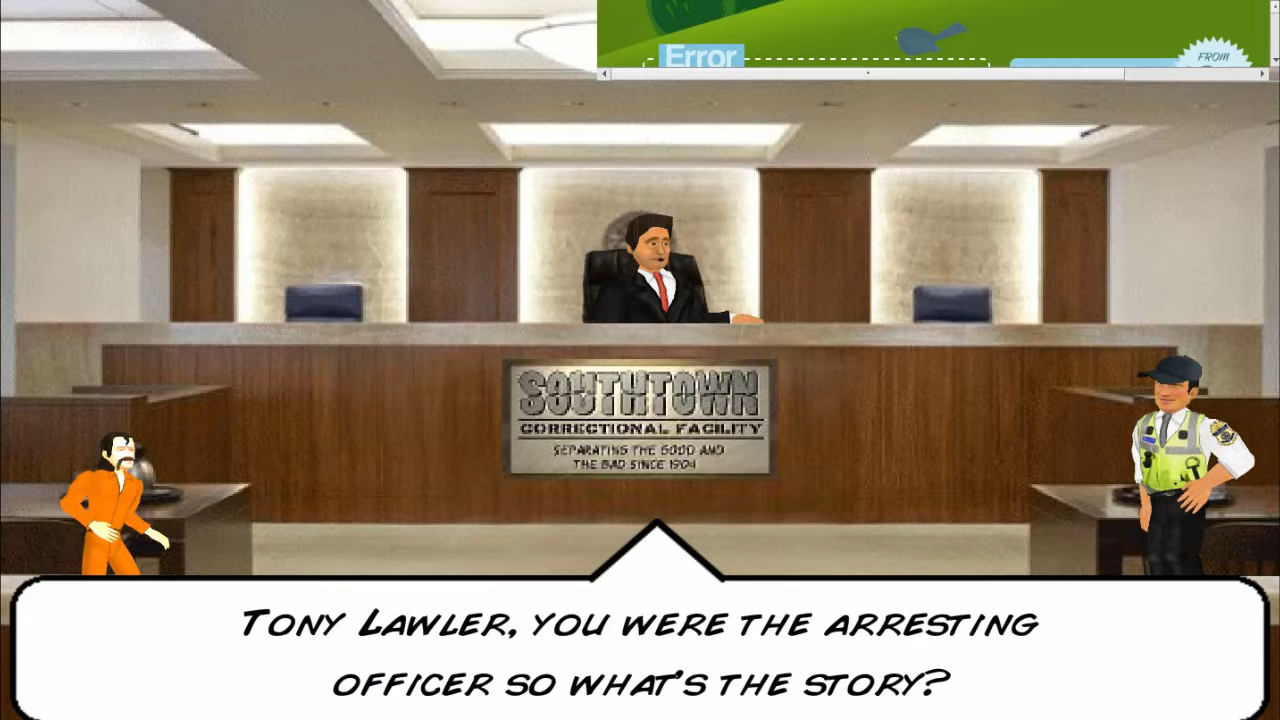 Error
FROM
SOUTHTOWN
CORRECTIONAL FACILITY
SEPARATING THE GOOD AND
THE BAD SINCE 1904
TONY LAWLER, YOU WERE THE ARRESTING
OFFICER SO WHAT'S THE STORY?